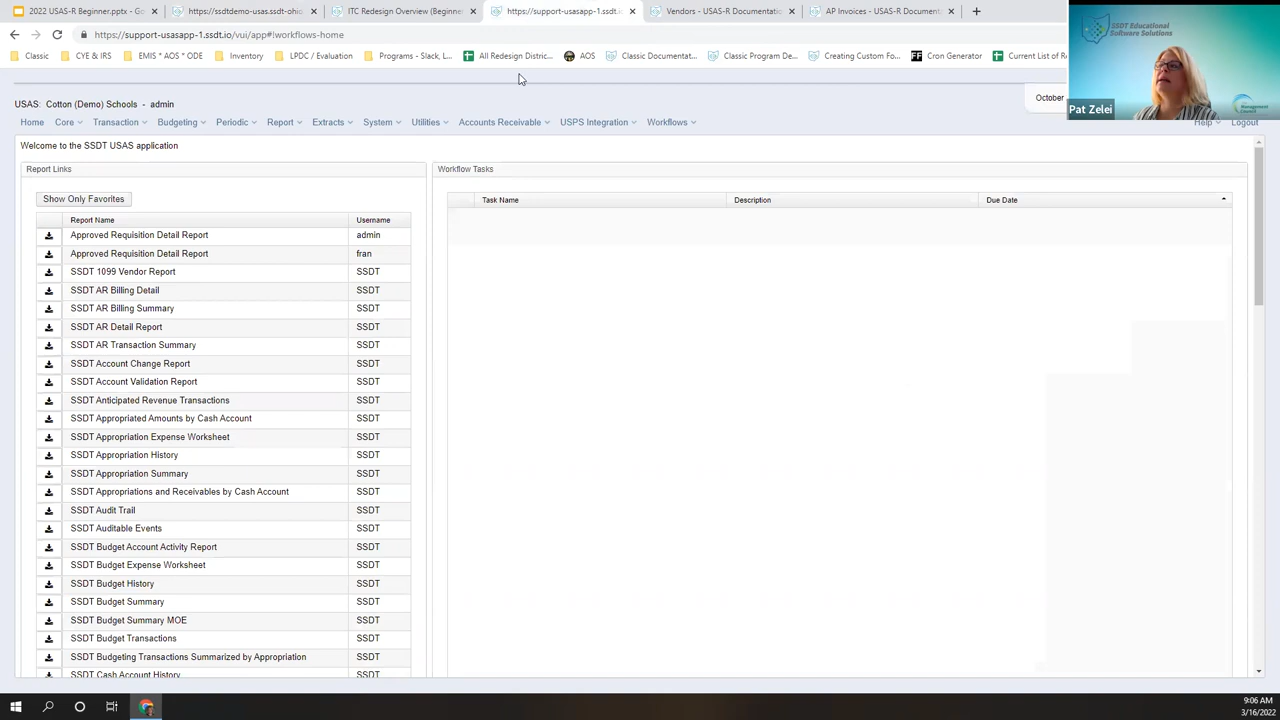 2022 USAS-R Beginner.pptx - Go
https://ssdtdemo-usas.ssdt-ohio
ITC Redesign Overview (Beginne
https://support-usasapp-1.ssdt.io
Vendors - USAS-R Documentatio
AP Invoices - USAS-R Documents
https://support-usasapp-1.ssdt.io/vui/app#!workflows-home
Classic
CYE & IRS
EMIS * AOS * ODE
LPDC / Evaluation
Inventory
Programs - Slack, L...
All Redesign Distric...
AOS
Classic Documentat...
Classic Program De...
Creating Custom Fo...
Cron Generator
Current List of Re
SSDT Educational
Software Solutions
Management
Council
Pat Zelei
USAS: Cotton (Demo) Schools - admin
October
Home
Core
Transaction
Budgeting
Periodic
Report
Extracts
System
Utilities
Accounts Receivable
USPS Integration
Workflows
Help
Logout
Welcome to the SSDT USAS application
Report Links
Workflow Tasks
Show Only Favorites
Task Name
Description
Due Date
Report Name Username
Approved Requisition Detail Report admin
Approved Requisition Detail Report fran
SSDT 1099 Vendor Report SSDT
SSDT AR Billing Detail SSDT
SSDT AR Billing Summary SSDT
SSDT AR Detail Report SSDT
SSDT AR Transaction Summary SSDT
SSDT Account Change Report SSDT
SSDT Account Validation Report SSDT
SSDT Anticipated Revenue Transactions SSDT
SSDT Appropriated Amounts by Cash Account SSDT
SSDT Appropriation Expense Worksheet SSDT
SSDT Appropriation History SSDT
SSDT Appropriation Summary SSDT
SSDT Appropriations and Receivables by Cash Account SSDT
SSDT Audit Trail SSDT
SSDT Auditable Events SSDT
SSDT Budget Account Activity Report SSDT
SSDT Budget Expense Worksheet SSDT
SSDT Budget History SSDT
SSDT Budget Summary SSDT
SSDT Budget Summary MOE SSDT
SSDT Budget Transactions SSDT
SSDT Budgeting Transactions Summarized by Appropriation SSDT
SSDT Cash Account History SSDT
9:06 AM
3/16/2022